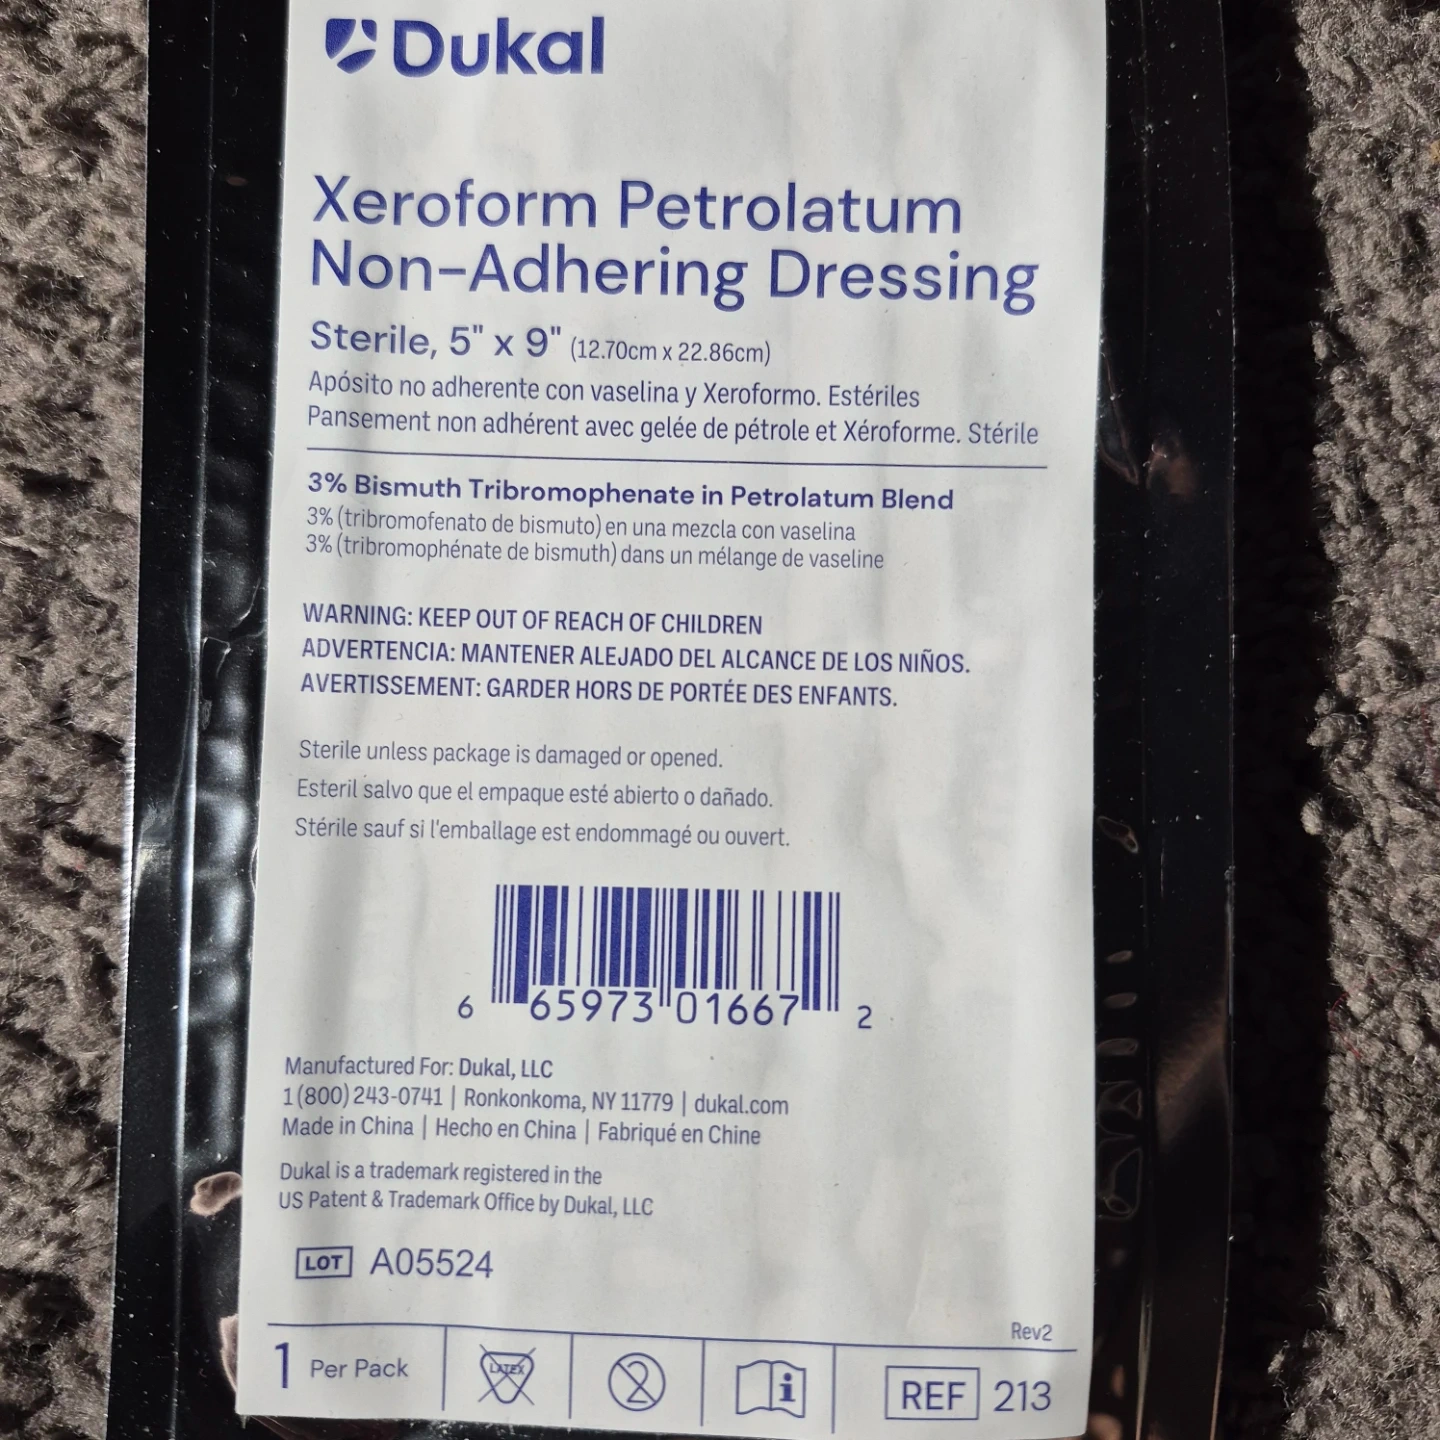 Dukal
Xeroform Petrolatum
Non-Adhering Dressing
Sterile, 5" x 9" (12.70cm x 22.86cm)
Apósito no adherente con vaselina y Xeroformo. Estériles
Pansement non adhérent avec gelée de pétrole et Xéroforme. Stérile
3% Bismuth Tribromophenate in Petrolatum Blend
3% (tribromofenato de bismuto) en una mezcla con vaselina
3% (tribromophénate de bismuth) dans un mélange de vaseline
WARNING: KEEP OUT OF REACH OF CHILDREN
ADVERTENCIA: MANTENER ALEJADO DEL ALCANCE DE LOS NIÑOS.
AVERTISSEMENT: GARDER HORS DE PORTÉE DES ENFANTS.
Sterile unless package is damaged or opened.
Esteril salvo que el empaque esté abierto o dañado.
Stérile sauf si l'emballage est endommagé ou ouvert.
6 65973 01667 2
Manufactured For: Dukal, LLC
1 (800) 243-0741 | Ronkonkoma, NY 11779 | dukal.com
Made in China | Hecho en China | Fabriqué en Chine
Dukal is a trademark registered in the
US Patent & Trademark Office by Dukal, LLC
LOT A05524
Rev2
1 Per Pack LATEX 2 i REF 213